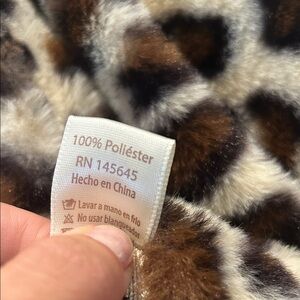 100% Poliéster
RN 145645
Hecho en China
Lavar a mano en frío
No usar blanqueador